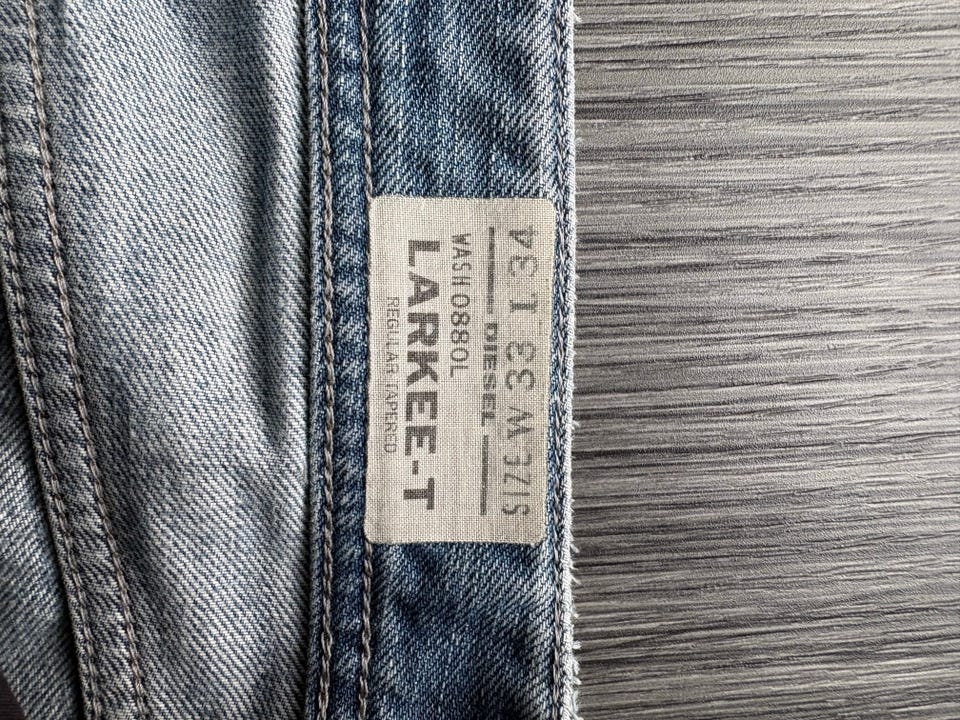 SIZE W 33 L 34
DIESEL
WASH 0880L
LARKEE-T
REGULAR TAPERED